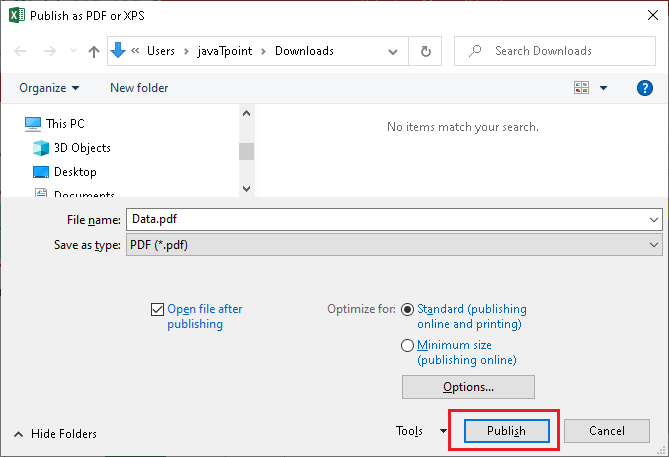 Publish as PDF or XPS
« Users > javaTpoint > Downloads
Search Downloads
Organize
New folder
This PC
3D Objects
Desktop
Documents
No items match your search.
File name: Data.pdf
Save as type: PDF (*.pdf)
Open file after
publishing
Optimize for:
Standard (publishing
online and printing)
Minimum size
(publishing online)
Options...
Hide Folders
Tools
Publish
Cancel